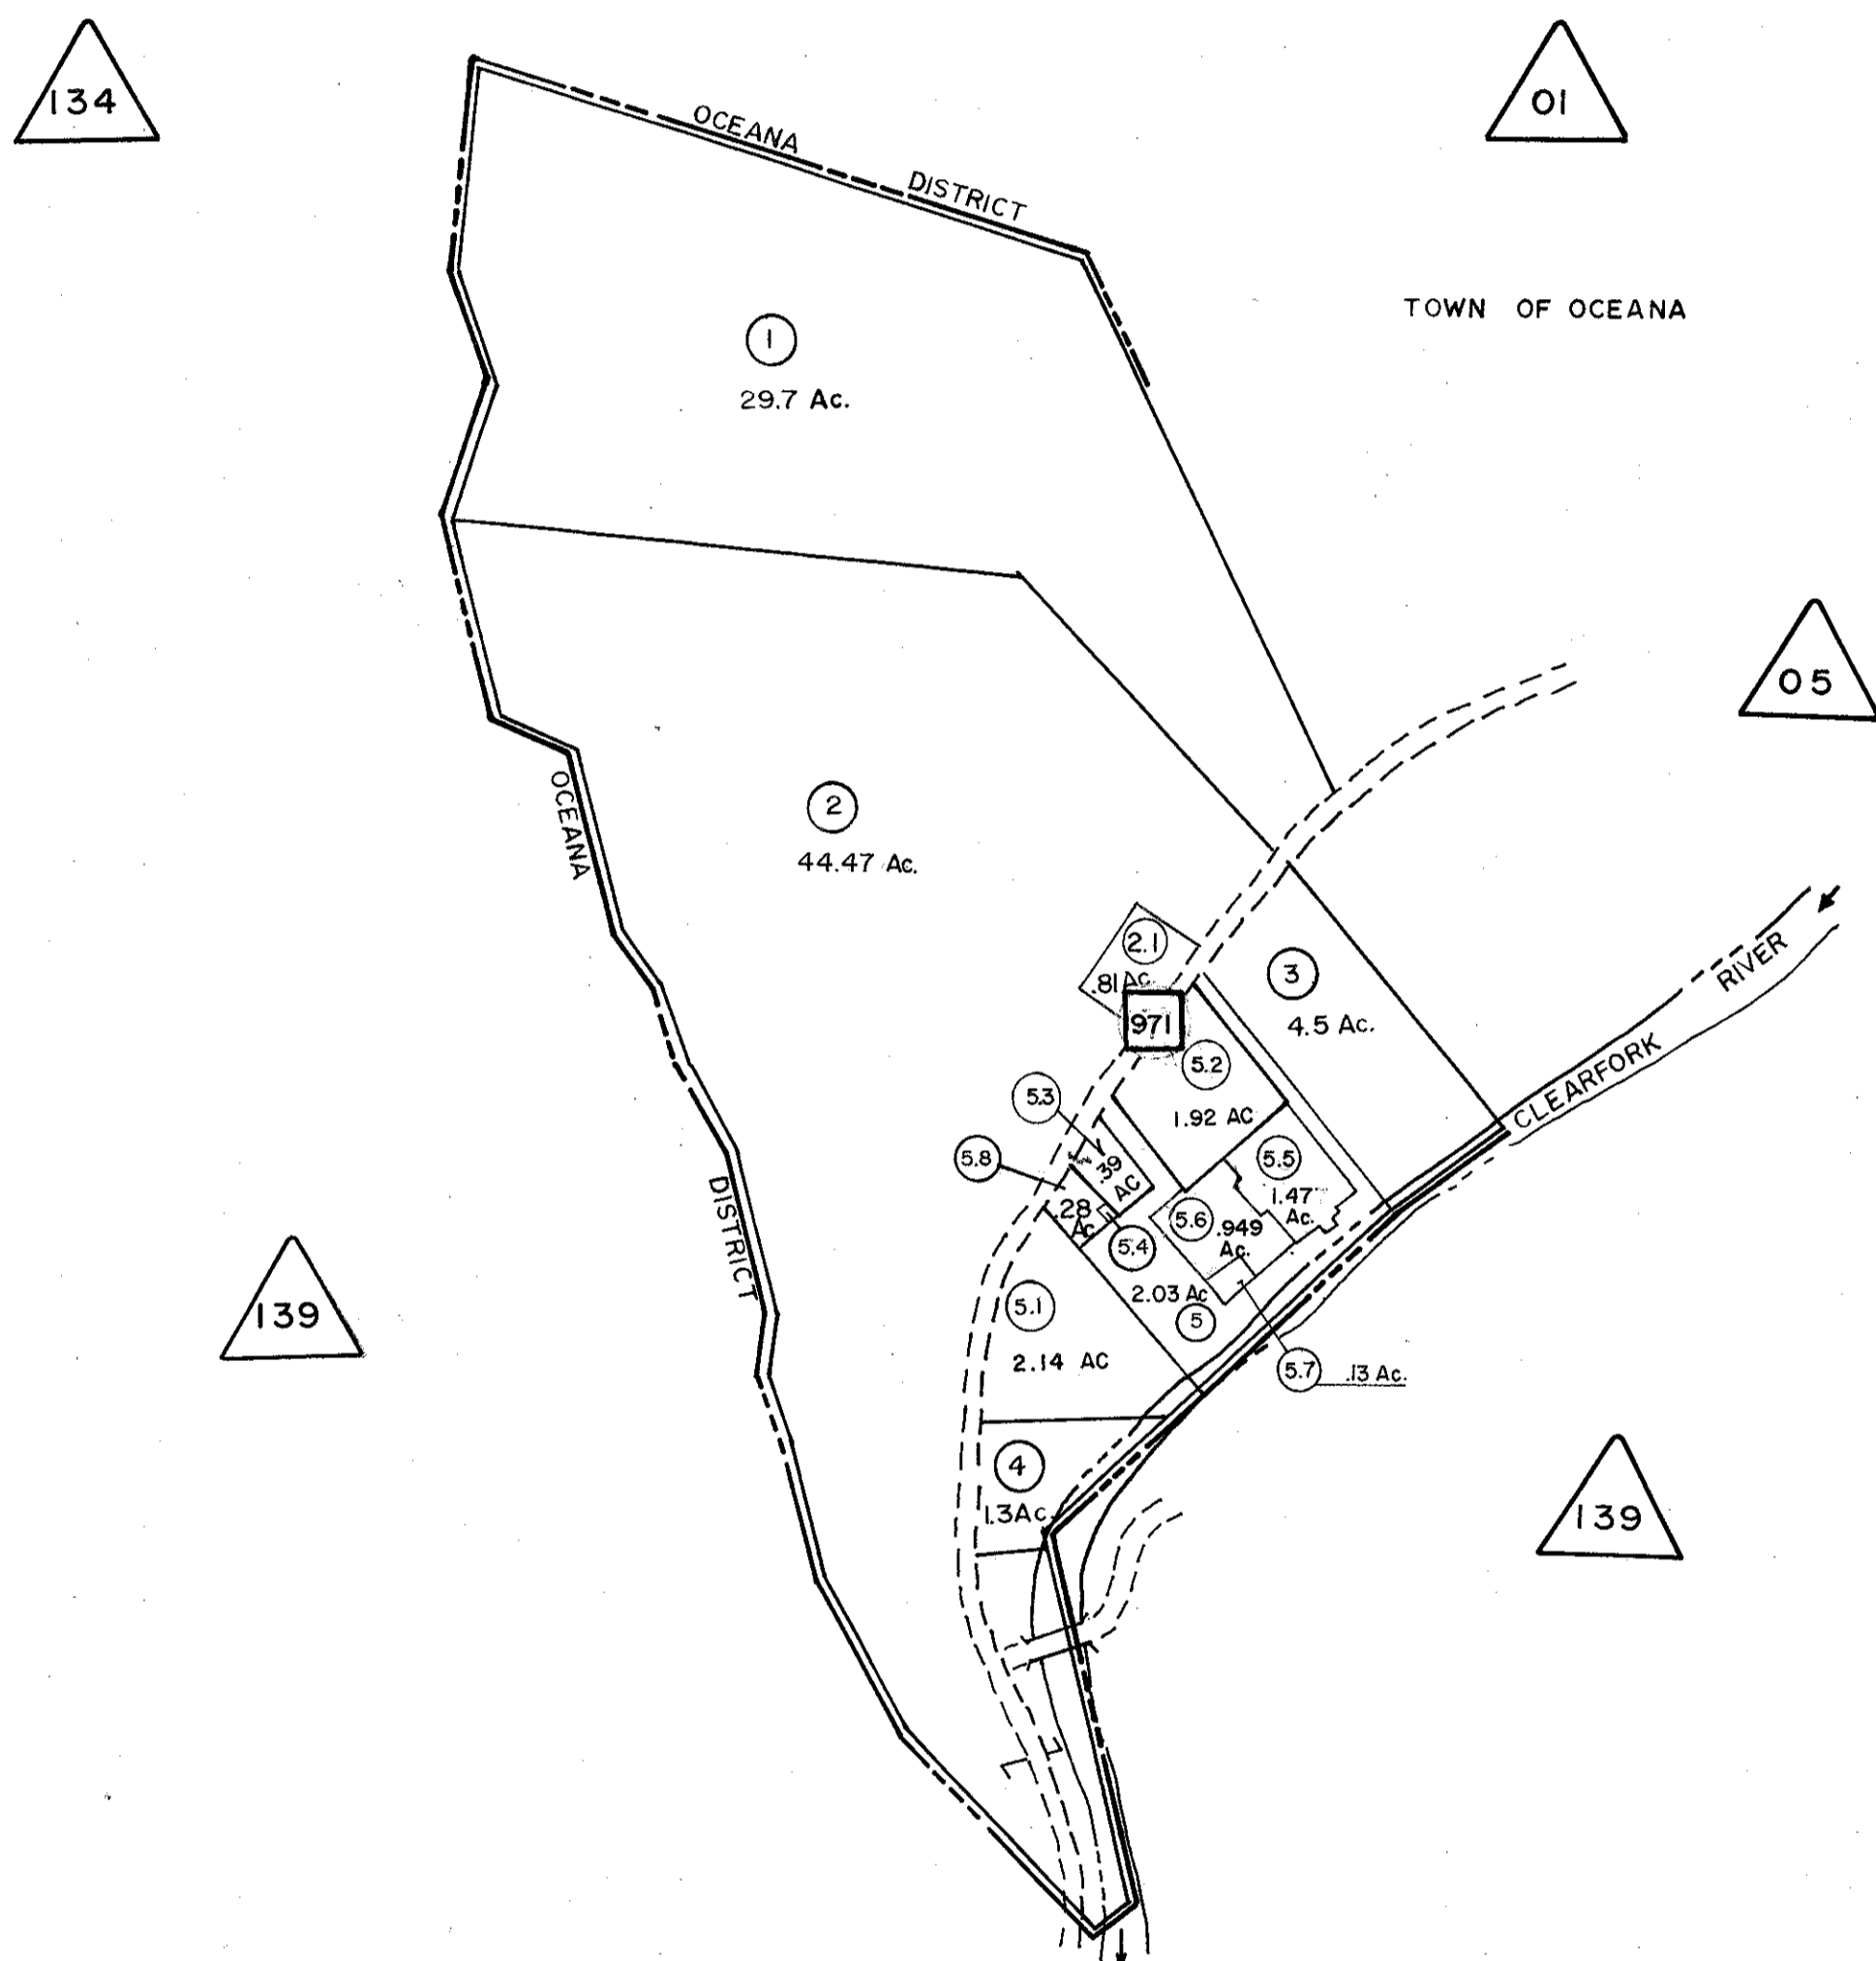 134
01
OCEANA
DISTRICT
TOWN OF OCEANA
1
29.7 Ac.
05
OCEANA
2
44.47 Ac.
2.1
.81 Ac.
3
4.5 Ac.
RIVER
CLEARFORK
971
5.2
1.92 AC
5.3
.39
AC
5.8
.28
Ac
5.4
5.5
1.47
Ac.
5.6
.949
Ac.
DISTRICT
139
5.1
2.14 AC
2.03 Ac
5
5.7 .13 Ac.
4
1.3 Ac.
139